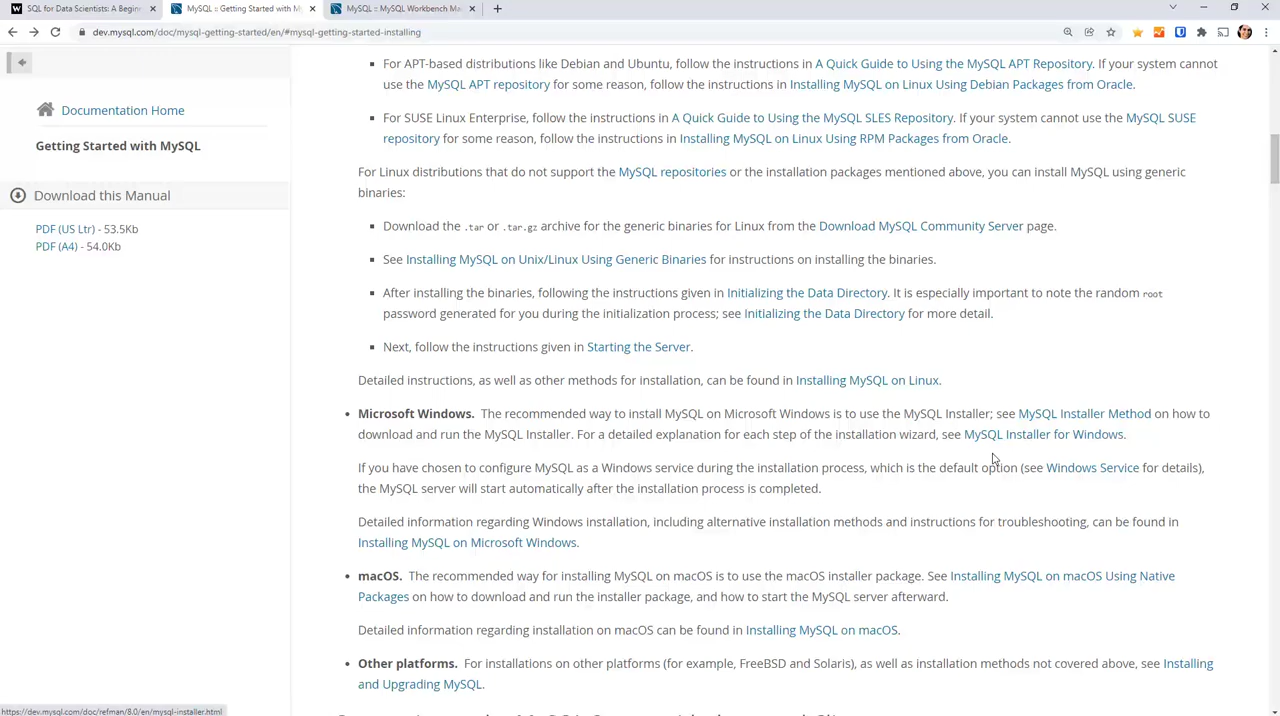 SQL for Data Scientists: A Begin
MySQL :: Getting Started with M
MySQL :: MySQL Workbench Ma
dev.mysql.com/doc/mysql-getting-started/en/#mysql-getting-started-installing
Documentation Home
Getting Started with MySQL
Download this Manual
PDF (US Ltr) - 53.5Kb
PDF (A4) - 54.0Kb
For APT-based distributions like Debian and Ubuntu, follow the instructions in A Quick Guide to Using the MySQL APT Repository. If your system cannot
use the MySQL APT repository for some reason, follow the instructions in Installing MySQL on Linux Using Debian Packages from Oracle.
For SUSE Linux Enterprise, follow the instructions in A Quick Guide to Using the MySQL SLES Repository. If your system cannot use the MySQL SUSE
repository for some reason, follow the instructions in Installing MySQL on Linux Using RPM Packages from Oracle.
For Linux distributions that do not support the MySQL repositories or the installation packages mentioned above, you can install MySQL using generic
binaries:
Download the .tar or .tar.gz archive for the generic binaries for Linux from the Download MySQL Community Server page.
See Installing MySQL on Unix/Linux Using Generic Binaries for instructions on installing the binaries.
After installing the binaries, following the instructions given in Initializing the Data Directory. It is especially important to note the random root
password generated for you during the initialization process; see Initializing the Data Directory for more detail.
Next, follow the instructions given in Starting the Server.
Detailed instructions, as well as other methods for installation, can be found in Installing MySQL on Linux.
Microsoft Windows. The recommended way to install MySQL on Microsoft Windows is to use the MySQL Installer; see MySQL Installer Method on how to
download and run the MySQL Installer. For a detailed explanation for each step of the installation wizard, see MySQL Installer for Windows.
If you have chosen to configure MySQL as a Windows service during the installation process, which is the default option (see Windows Service for details),
the MySQL server will start automatically after the installation process is completed.
Detailed information regarding Windows installation, including alternative installation methods and instructions for troubleshooting, can be found in
Installing MySQL on Microsoft Windows.
macOS. The recommended way for installing MySQL on macOS is to use the macOS installer package. See Installing MySQL on macOS Using Native
Packages on how to download and run the installer package, and how to start the MySQL server afterward.
Detailed information regarding installation on macOS can be found in Installing MySQL on macOS.
Other platforms. For installations on other platforms (for example, FreeBSD and Solaris), as well as installation methods not covered above, see Installing
and Upgrading MySQL.
https://dev.mysql.com/doc/refman/8.0/en/mysql-installer.html